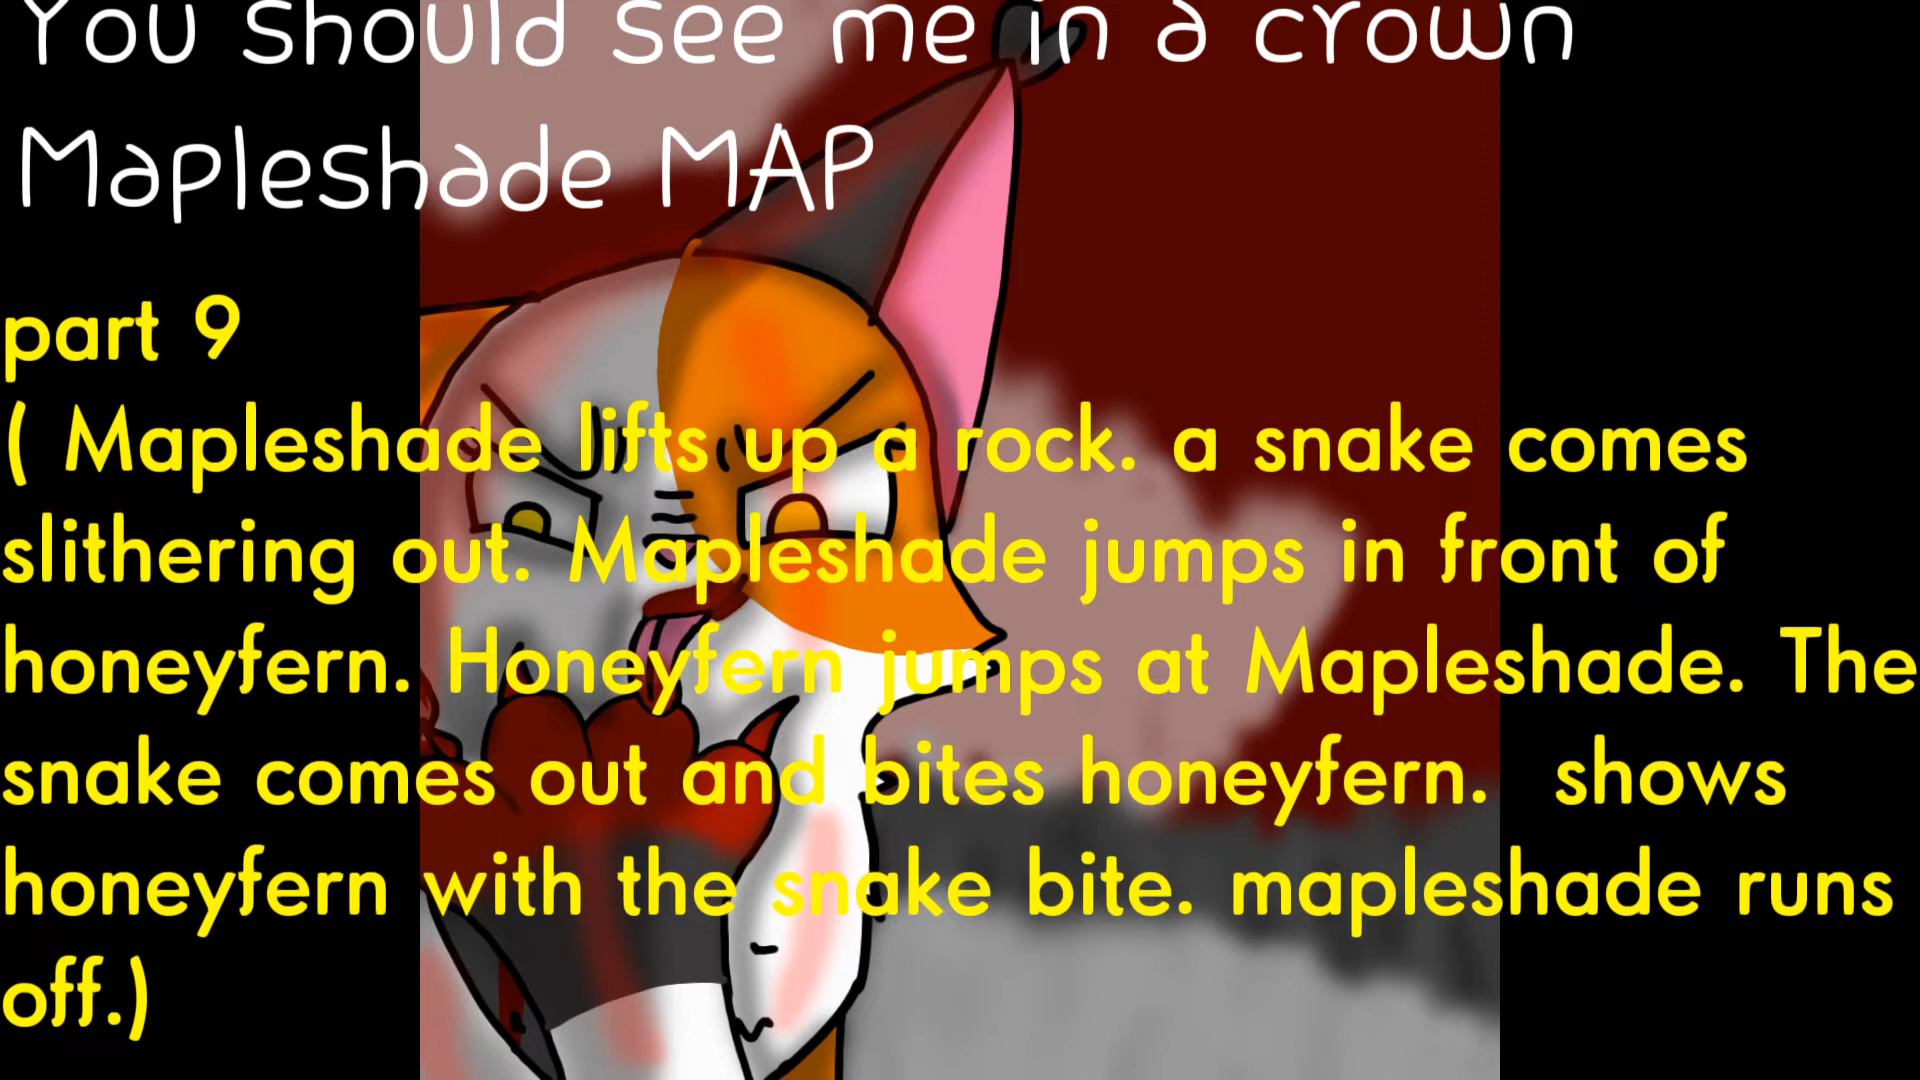 You should see me in a crown
Mapleshade MAP
part 9
( Mapleshade lifts up a rock. a snake comes
slithering out. Mapleshade jumps in front of
honeyfern. Honeyfern jumps at Mapleshade. The
snake comes out and bites honeyfern.  shows
honeyfern with the snake bite. mapleshade runs
off.)